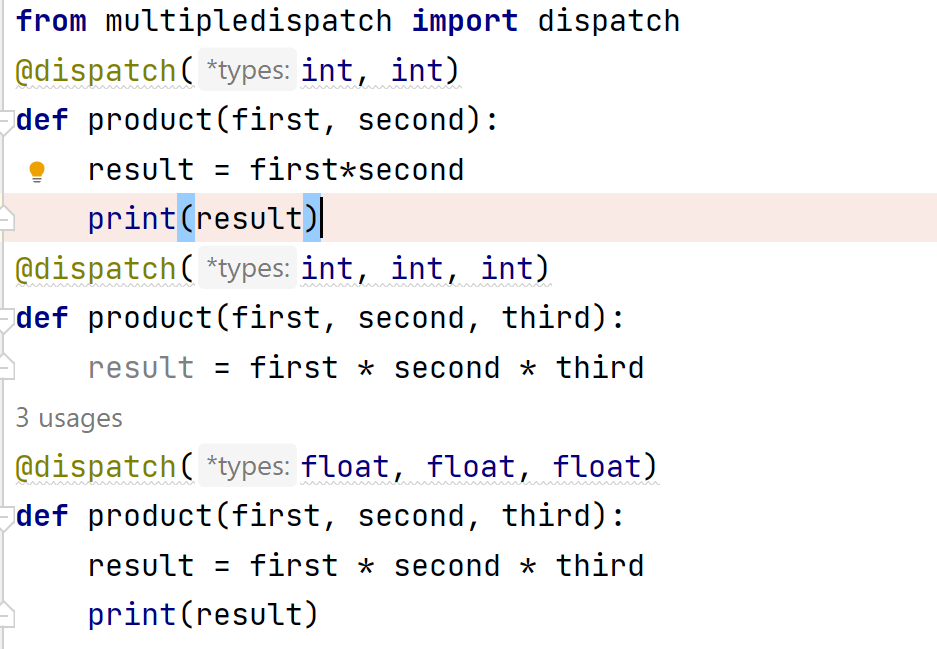 from multipledispatch import dispatch
@dispatch( *types: int, int)
def product(first, second):
    result = first*second
    print(result)
@dispatch( *types: int, int, int)
def product(first, second, third):
    result = first * second * third
3 usages
@dispatch( *types: float, float, float)
def product(first, second, third):
    result = first * second * third
    print(result)